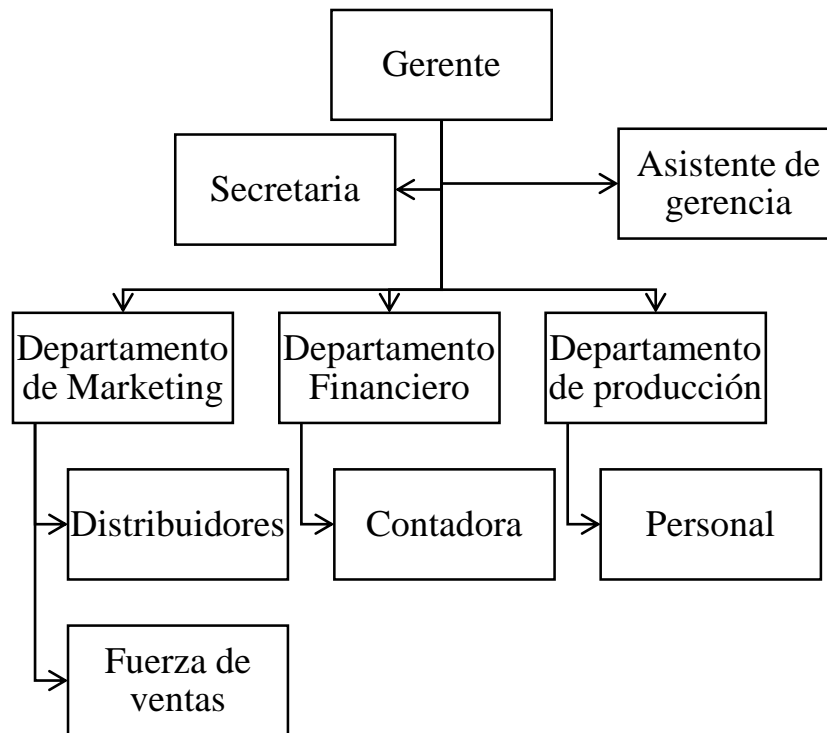 Gerente
Secretaria
Asistente de
gerencia
Departamento
de Marketing
Departamento
Financiero
Departamento
de producción
Distribuidores
Contadora
Personal
Fuerza de
ventas